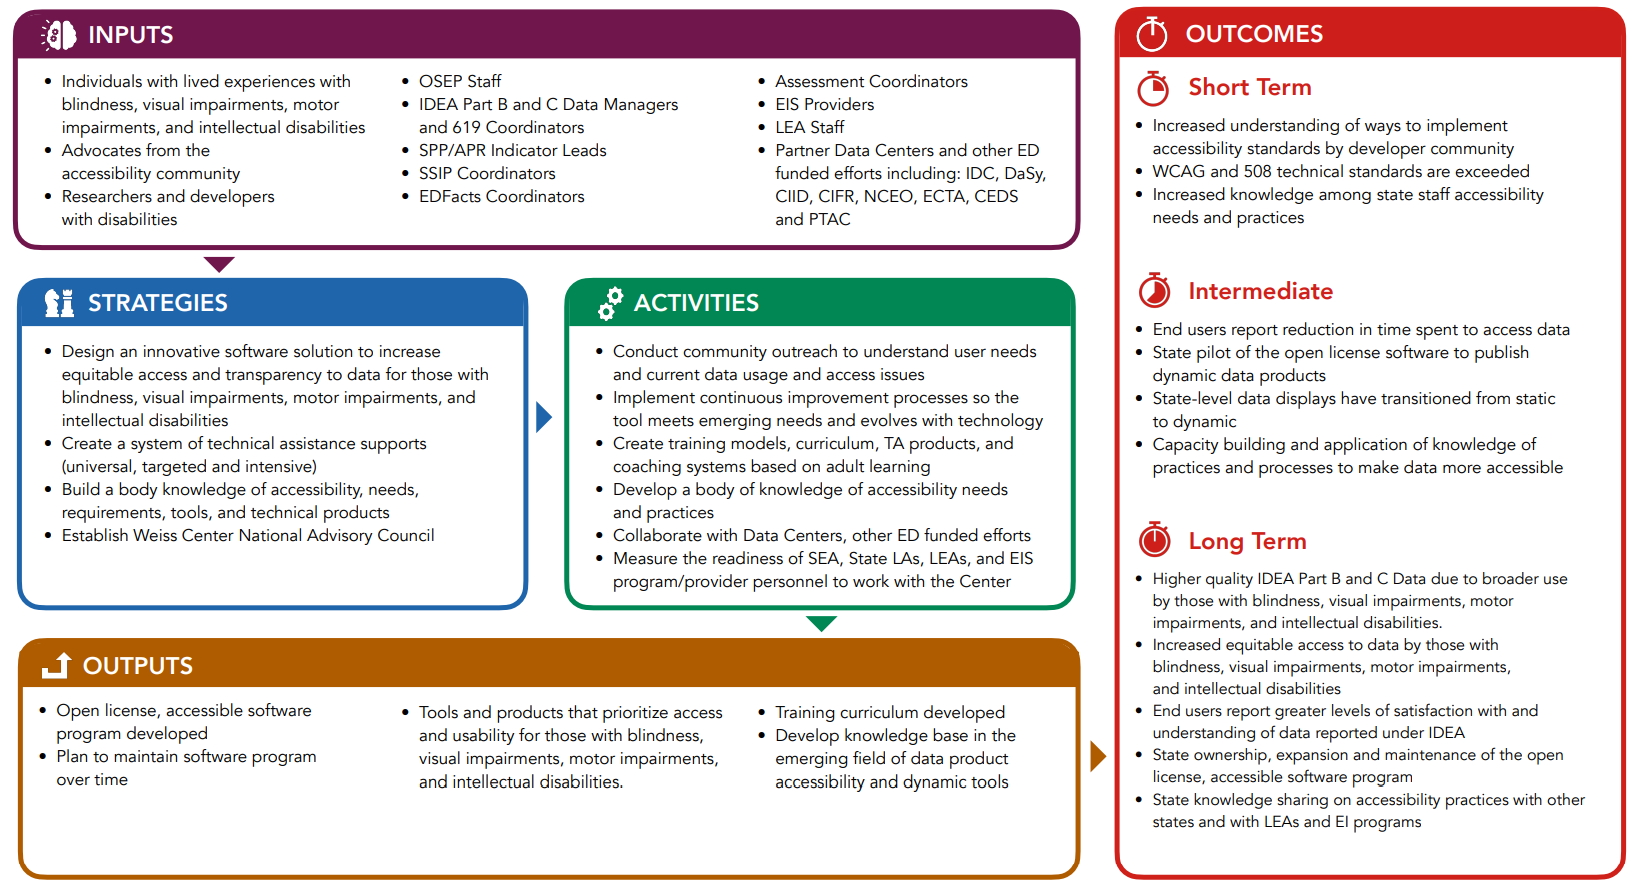 INPUTS
• Individuals with lived experiences with
blindness, visual impairments, motor
impairments, and intellectual disabilities
• Advocates from the
accessibility community
• Researchers and developers
with disabilities
• OSEP Staff
• IDEA Part B and C Data Managers
and 619 Coordinators
• SPP/APR Indicator Leads
• SSIP Coordinators
• EDFacts Coordinators
• Assessment Coordinators
• EIS Providers
• LEA Staff
• Partner Data Centers and other ED
funded efforts including: IDC, DaSy,
CIID, CIFR, NCEO, ECTA, CEDS
and PTAC
STRATEGIES
• Design an innovative software solution to increase
equitable access and transparency to data for those with
blindness, visual impairments, motor impairments, and
intellectual disabilities
• Create a system of technical assistance supports
(universal, targeted and intensive)
• Build a body knowledge of accessibility, needs,
requirements, tools, and technical products
• Establish Weiss Center National Advisory Council
ACTIVITIES
• Conduct community outreach to understand user needs
and current data usage and access issues
• Implement continuous improvement processes so the
tool meets emerging needs and evolves with technology
• Create training models, curriculum, TA products, and
coaching systems based on adult learning
• Develop a body of knowledge of accessibility needs
and practices
• Collaborate with Data Centers, other ED funded efforts
• Measure the readiness of SEA, State LAs, LEAs, and EIS
program/provider personnel to work with the Center
OUTPUTS
• Open license, accessible software
program developed
• Plan to maintain software program
over time
• Tools and products that prioritize access
and usability for those with blindness,
visual impairments, motor impairments,
and intellectual disabilities.
• Training curriculum developed
• Develop knowledge base in the
emerging field of data product
accessibility and dynamic tools
OUTCOMES
Short Term
• Increased understanding of ways to implement
accessibility standards by developer community
• WCAG and 508 technical standards are exceeded
• Increased knowledge among state staff accessibility
needs and practices
Intermediate
• End users report reduction in time spent to access data
• State pilot of the open license software to publish
dynamic data products
• State-level data displays have transitioned from static
to dynamic
• Capacity building and application of knowledge of
practices and processes to make data more accessible
Long Term
• Higher quality IDEA Part B and C Data due to broader use
by those with blindness, visual impairments, motor
impairments, and intellectual disabilities.
• Increased equitable access to data by those with
blindness, visual impairments, motor impairments,
and intellectual disabilities
• End users report greater levels of satisfaction with and
understanding of data reported under IDEA
• State ownership, expansion and maintenance of the open
license, accessible software program
• State knowledge sharing on accessibility practices with other
states and with LEAs and EI programs